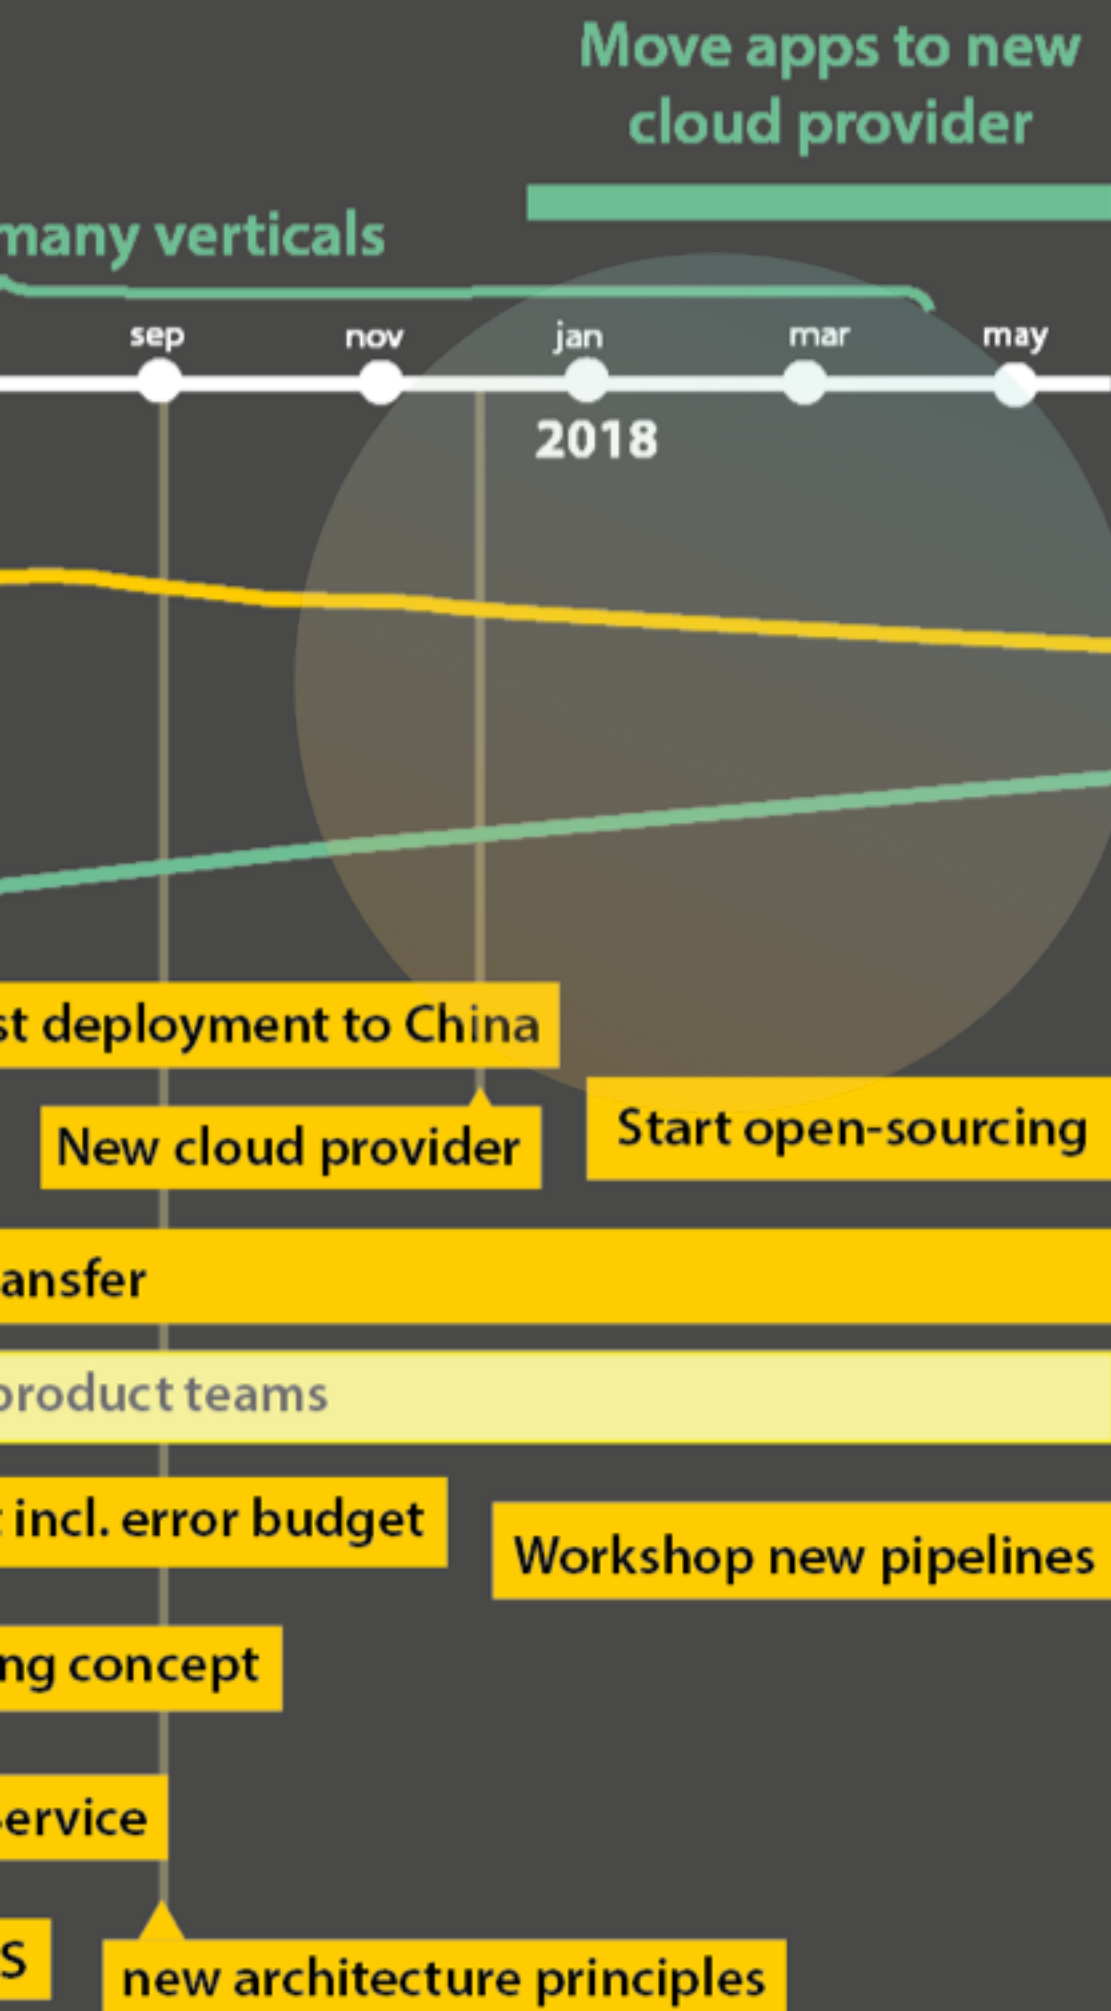 Move apps to new
cloud provider
many verticals
sep nov jan mar may
2018
st deployment to China
New cloud provider
Start open-sourcing
ansfer
product teams
incl. error budget
Workshop new pipelines
ng concept
ervice
S
new architecture principles